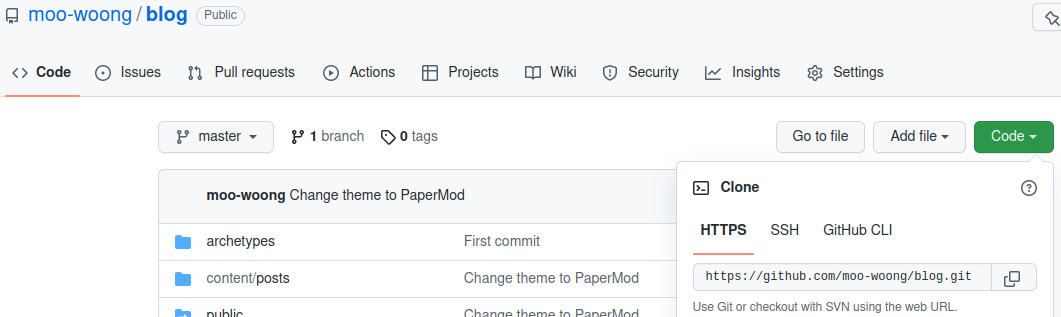 moo-woong / blog Public
Code Issues Pull requests Actions Projects Wiki Security Insights Settings
master 1 branch 0 tags Go to file Add file Code
moo-woong Change theme to PaperMod
archetypes First commit
content/posts Change theme to PaperMod
public Change theme to PaperMod
Clone
HTTPS SSH GitHub CLI
https://github.com/moo-woong/blog.git
Use Git or checkout with SVN using the web URL.